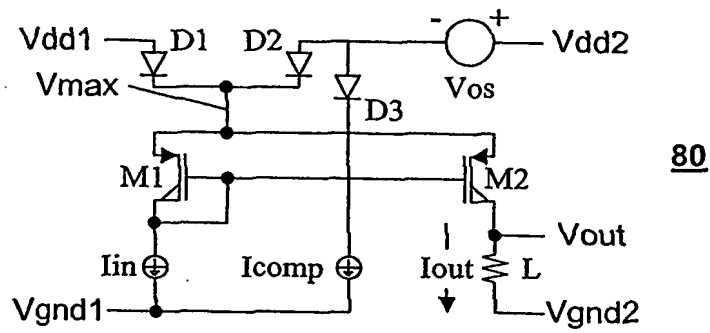 Vdd1 D1 D2 - + Vdd2
Vmax Vos
D3
M1 M2 80
Vout
Iin Icomp Iout L
Vgnd1 Vgnd2